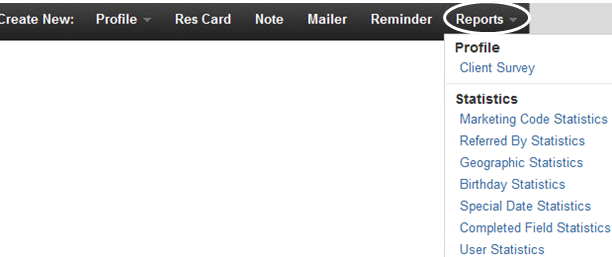 Create New: Profile Res Card Note Mailer Reminder Reports
Profile
Client Survey
Statistics
Marketing Code Statistics
Referred By Statistics
Geographic Statistics
Birthday Statistics
Special Date Statistics
Completed Field Statistics
User Statistics